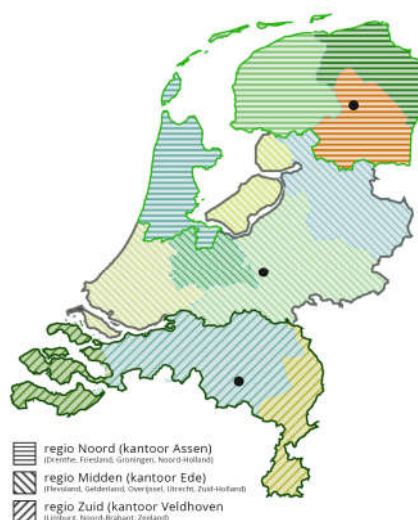 regio Noord (kantoor Assen)
(Drenthe, Friesland, Groningen, Noord-Holland)
regio Midden (kantoor Ede)
(Flevoland, Gelderland, Overijssel, Utrecht, Zuid-Holland)
regio Zuid (kantoor Veldhoven
(Limburg, Noord-Brabant, Zeeland)